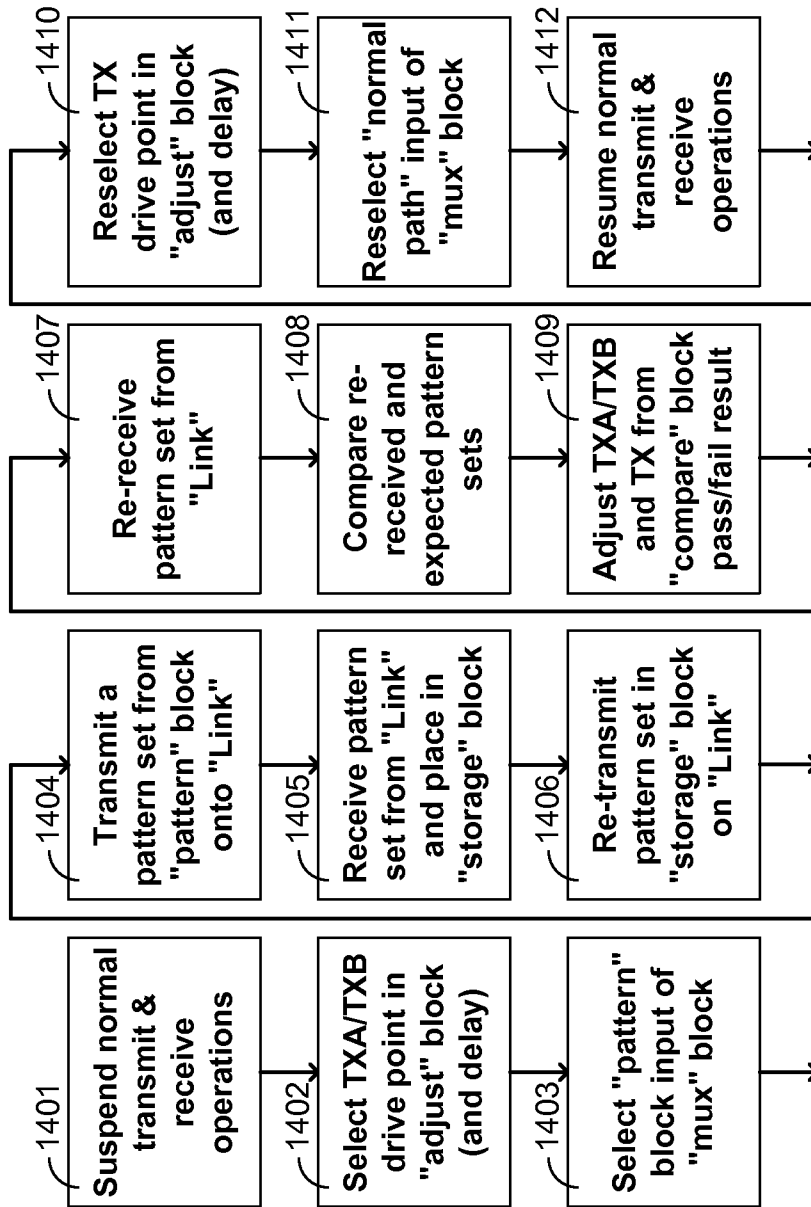 1401
Suspend normal
transmit &
receive
operations
1402
Select TXA/TXB
drive point in
"adjust" block
(and delay)
1403
Select "pattern"
block input of
"mux" block
1404
Transmit a
pattern set from
"pattern" block
onto "Link"
1405
Receive pattern
set from "Link"
and place in
"storage" block
1406
Re-transmit
pattern set in
"storage" block
on "Link"
1407
Re-receive
pattern set from
"Link"
1408
Compare re-
received and
expected pattern
sets
1409
Adjust TXA/TXB
and TX from
"compare" block
pass/fail result
1410
Reselect TX
drive point in
"adjust" block
(and delay)
1411
Reselect "normal
path" input of
"mux" block
1412
Resume normal
transmit &
receive
operations